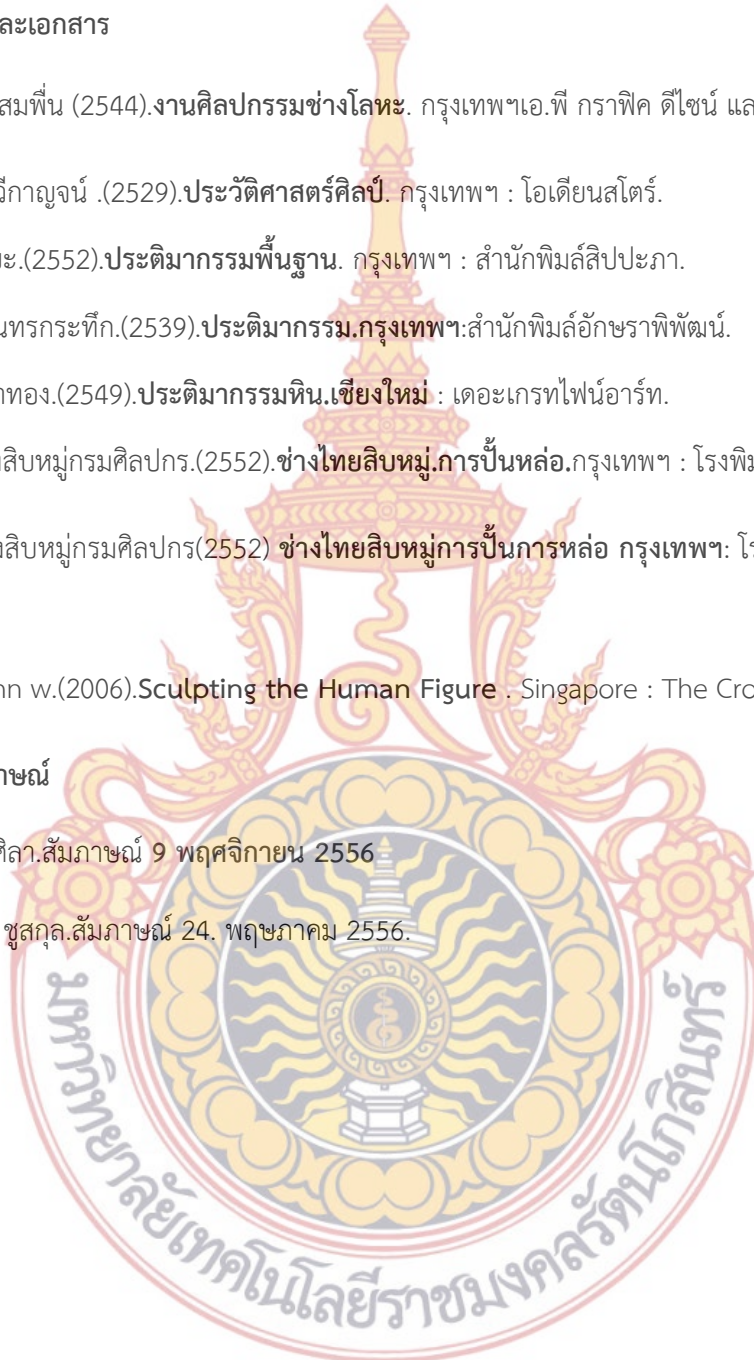 ละเอกสาร
สมพื่น (2544).งานศิลปกรรมช่างโลหะ. กรุงเทพฯเอ.พี กราฟิค ดีไซน์ และ
วีกาญจน์ .(2529).ประวัติศาสตร์ศิลป์. กรุงเทพฯ : โอเดียนสโตร์.
ะ.(2552).ประติมากรรมพื้นฐาน. กรุงเทพฯ : สำนักพิมล์สิปปะภา.
นทรกระทึก.(2539).ประติมากรรม.กรุงเทพฯ:สำนักพิมล์อักษราพิพัฒน์.
าทอง.(2549).ประติมากรรมหิน.เชียงใหม่ : เดอะเกรทไฟน์อาร์ท.
สิบหมู่กรมศิลปกร.(2552).ช่างไทยสิบหมู่.การปั้นหล่อ.กรุงเทพฯ : โรงพิม
งสิบหมู่กรมศิลปกร(2552) ช่างไทยสิบหมู่การปั้นการหล่อ กรุงเทพฯ: โร
nn w.(2006).Sculpting the Human Figure . Singapore : The Cro
าษณ์
ศิลา.สัมภาษณ์ 9 พฤศจิกายน 2556
ชูสกุล.สัมภาษณ์ 24. พฤษภาคม 2556.
มหาวิทยาลัยเทคโนโลยีราชมงคลรัตนโกสินทร์